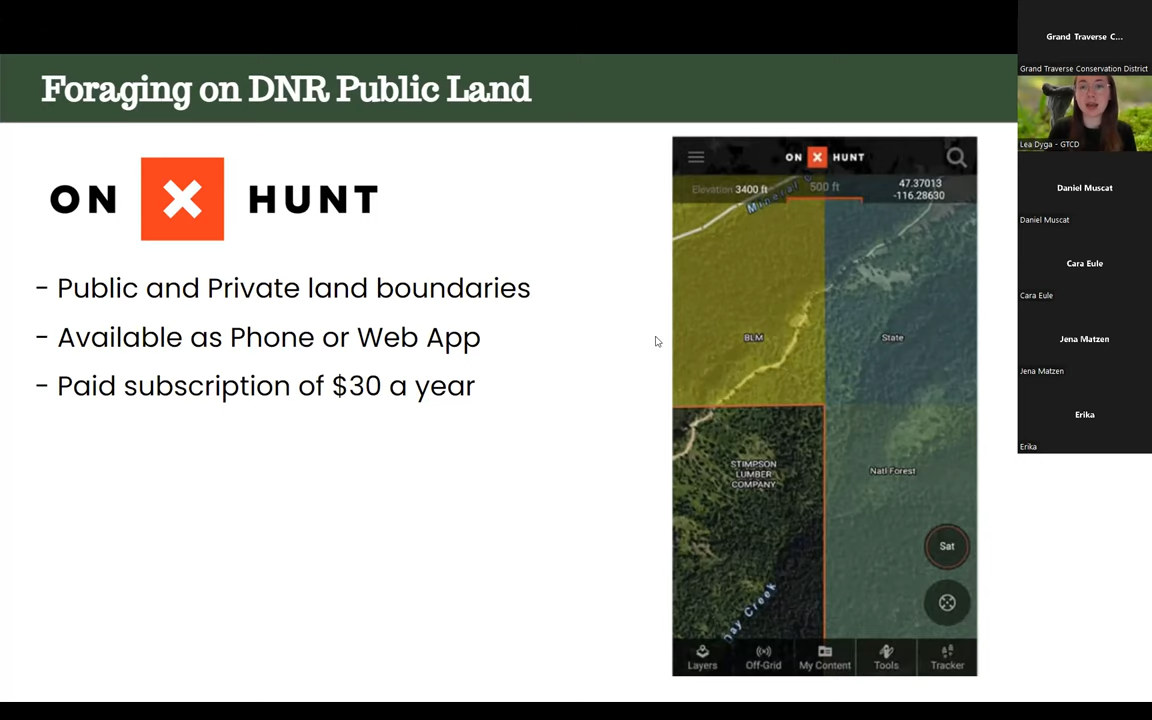 Foraging on DNR Public Land
ON X HUNT
- Public and Private land boundaries
- Available as Phone or Web App
- Paid subscription of $30 a year
ON X HUNT
Elevation 3400 ft
500 ft
47.37013
-116.28630
Mineral
BLM
State
STIMPSON
LUMBER
COMPANY
Natl Forest
Sat
Creek
Layers
Off-Grid
My Content
Tools
Tracker
Grand Traverse C...
Grand Traverse Conservation District
Lea Dyga - GTCD
Daniel Muscat
Daniel Muscat
Cara Eule
Cara Eule
Jena Matzen
Jena Matzen
Erika
Erika